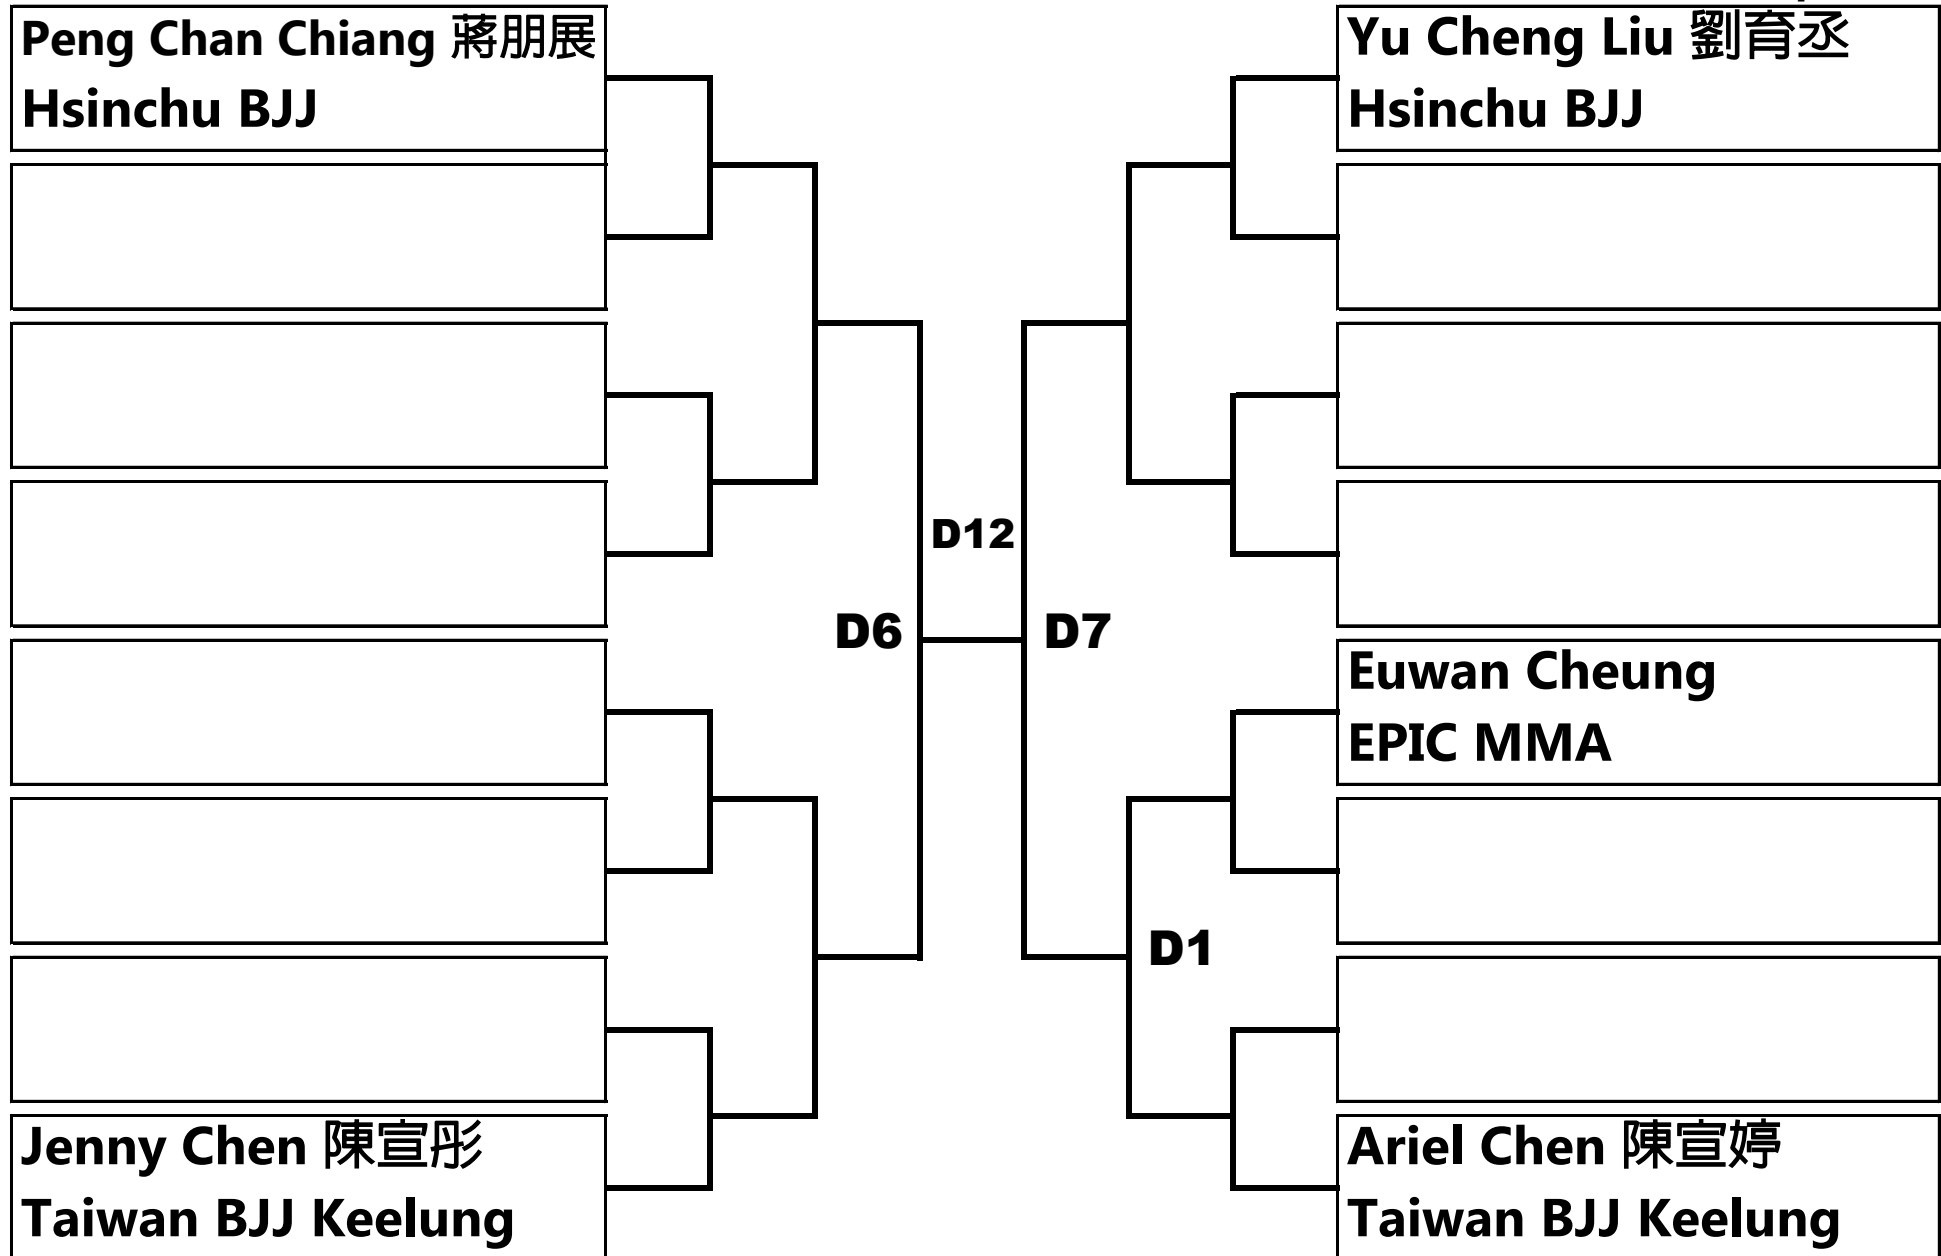 Peng Chan Chiang 蔣朋展
Hsinchu BJJ
Yu Cheng Liu 劉育丞
Hsinchu BJJ
D12
D6
D7
Euwan Cheung
EPIC MMA
D1
Jenny Chen 陳宣彤
Taiwan BJJ Keelung
Ariel Chen 陳宣婷
Taiwan BJJ Keelung